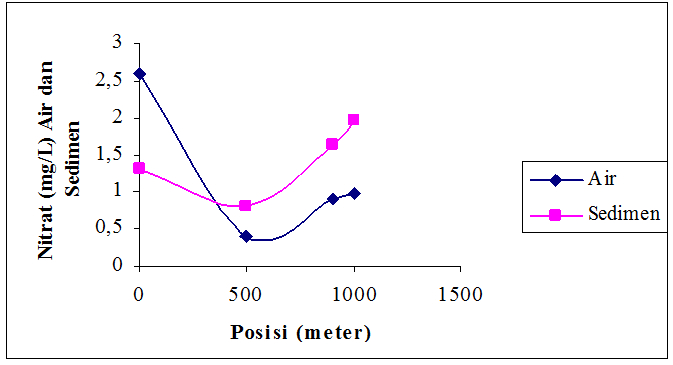 Nitrat (mg/L) Air dan
Sedimen
3
2,5
2
1,5
1
0,5
0
0 500 1000 1500
Posisi (meter)
Air
Sedimen